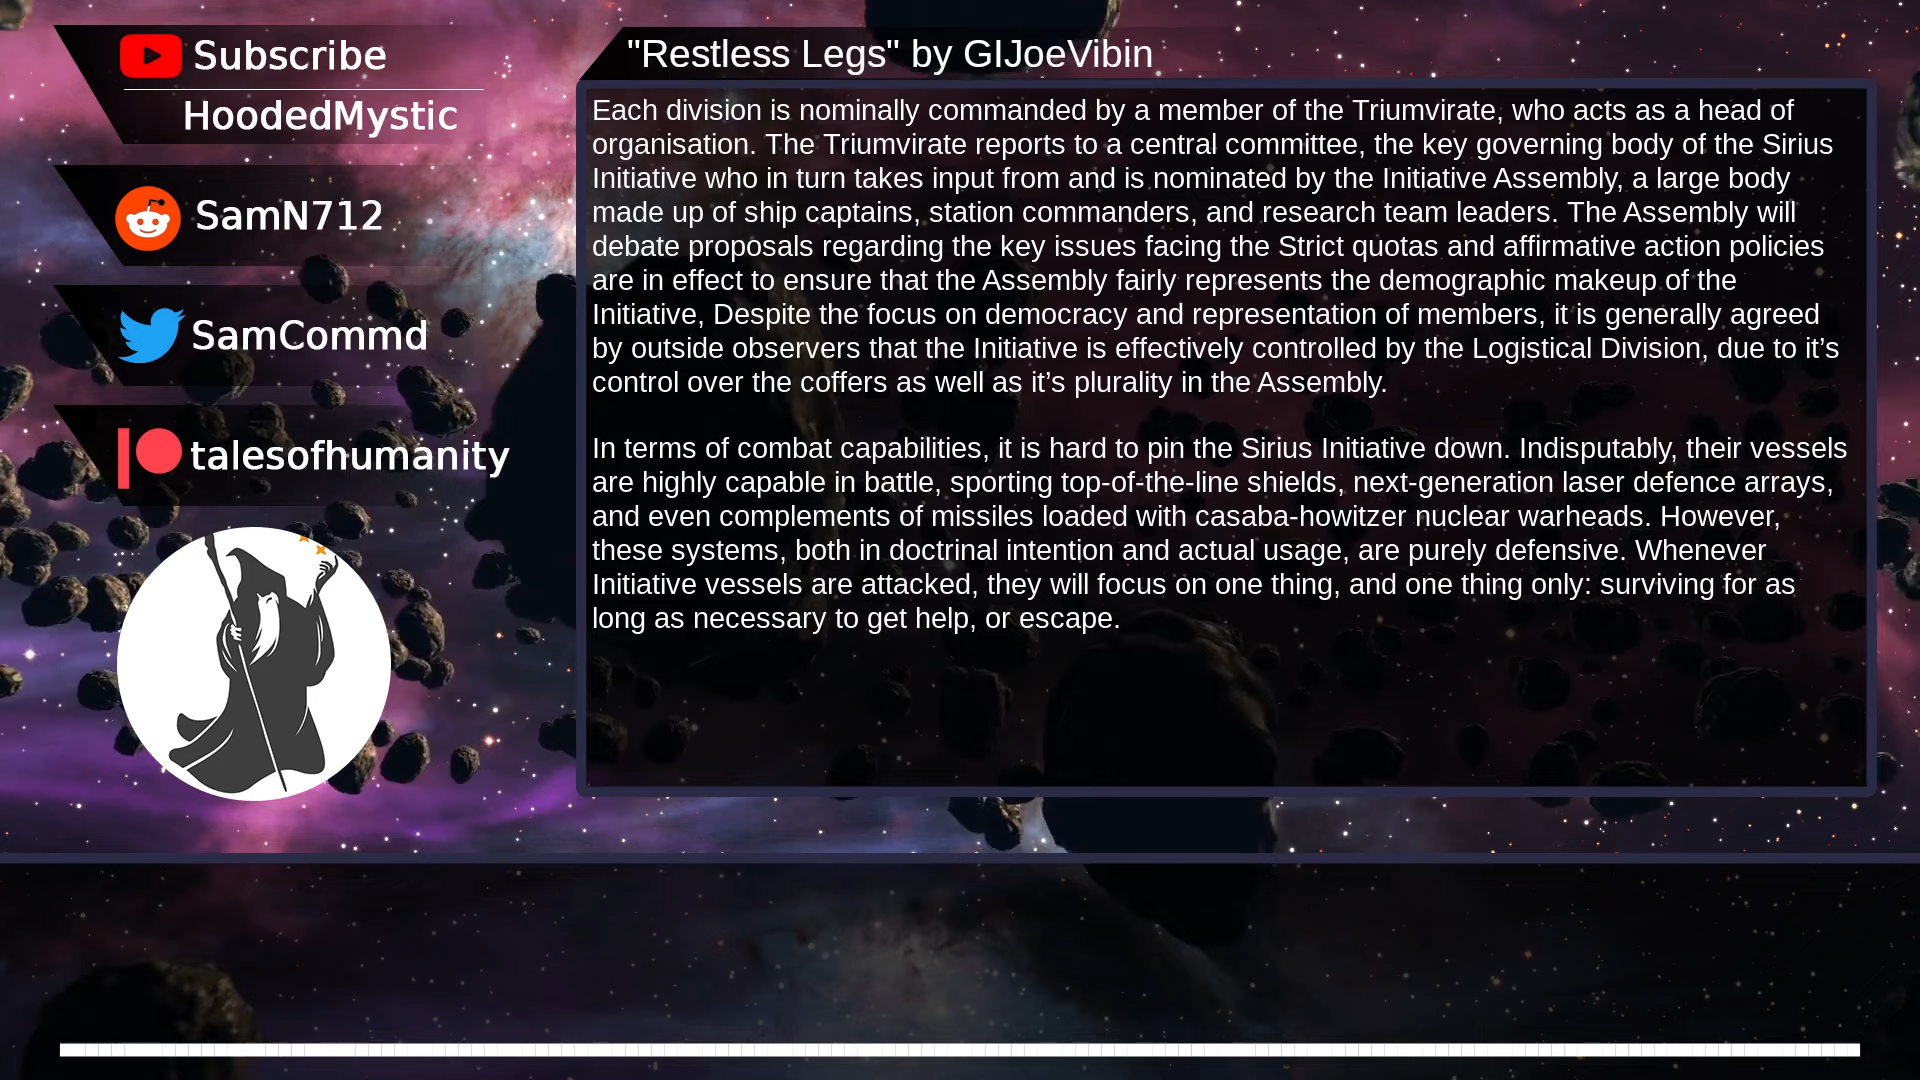 Subscribe
HoodedMystic
SamN712
SamCommd
talesofhumanity
"Restless Legs" by GIJoeVibin
Each division is nominally commanded by a member of the Triumvirate, who acts as a head of
organisation. The Triumvirate reports to a central committee, the key governing body of the Sirius
Initiative who in turn takes input from and is nominated by the Initiative Assembly, a large body
made up of ship captains, station commanders, and research team leaders. The Assembly will
debate proposals regarding the key issues facing the Strict quotas and affirmative action policies
are in effect to ensure that the Assembly fairly represents the demographic makeup of the
Initiative, Despite the focus on democracy and representation of members, it is generally agreed
by outside observers that the Initiative is effectively controlled by the Logistical Division, due to it’s
control over the coffers as well as it’s plurality in the Assembly.
In terms of combat capabilities, it is hard to pin the Sirius Initiative down. Indisputably, their vessels
are highly capable in battle, sporting top-of-the-line shields, next-generation laser defence arrays,
and even complements of missiles loaded with casaba-howitzer nuclear warheads. However,
these systems, both in doctrinal intention and actual usage, are purely defensive. Whenever
Initiative vessels are attacked, they will focus on one thing, and one thing only: surviving for as
long as necessary to get help, or escape.